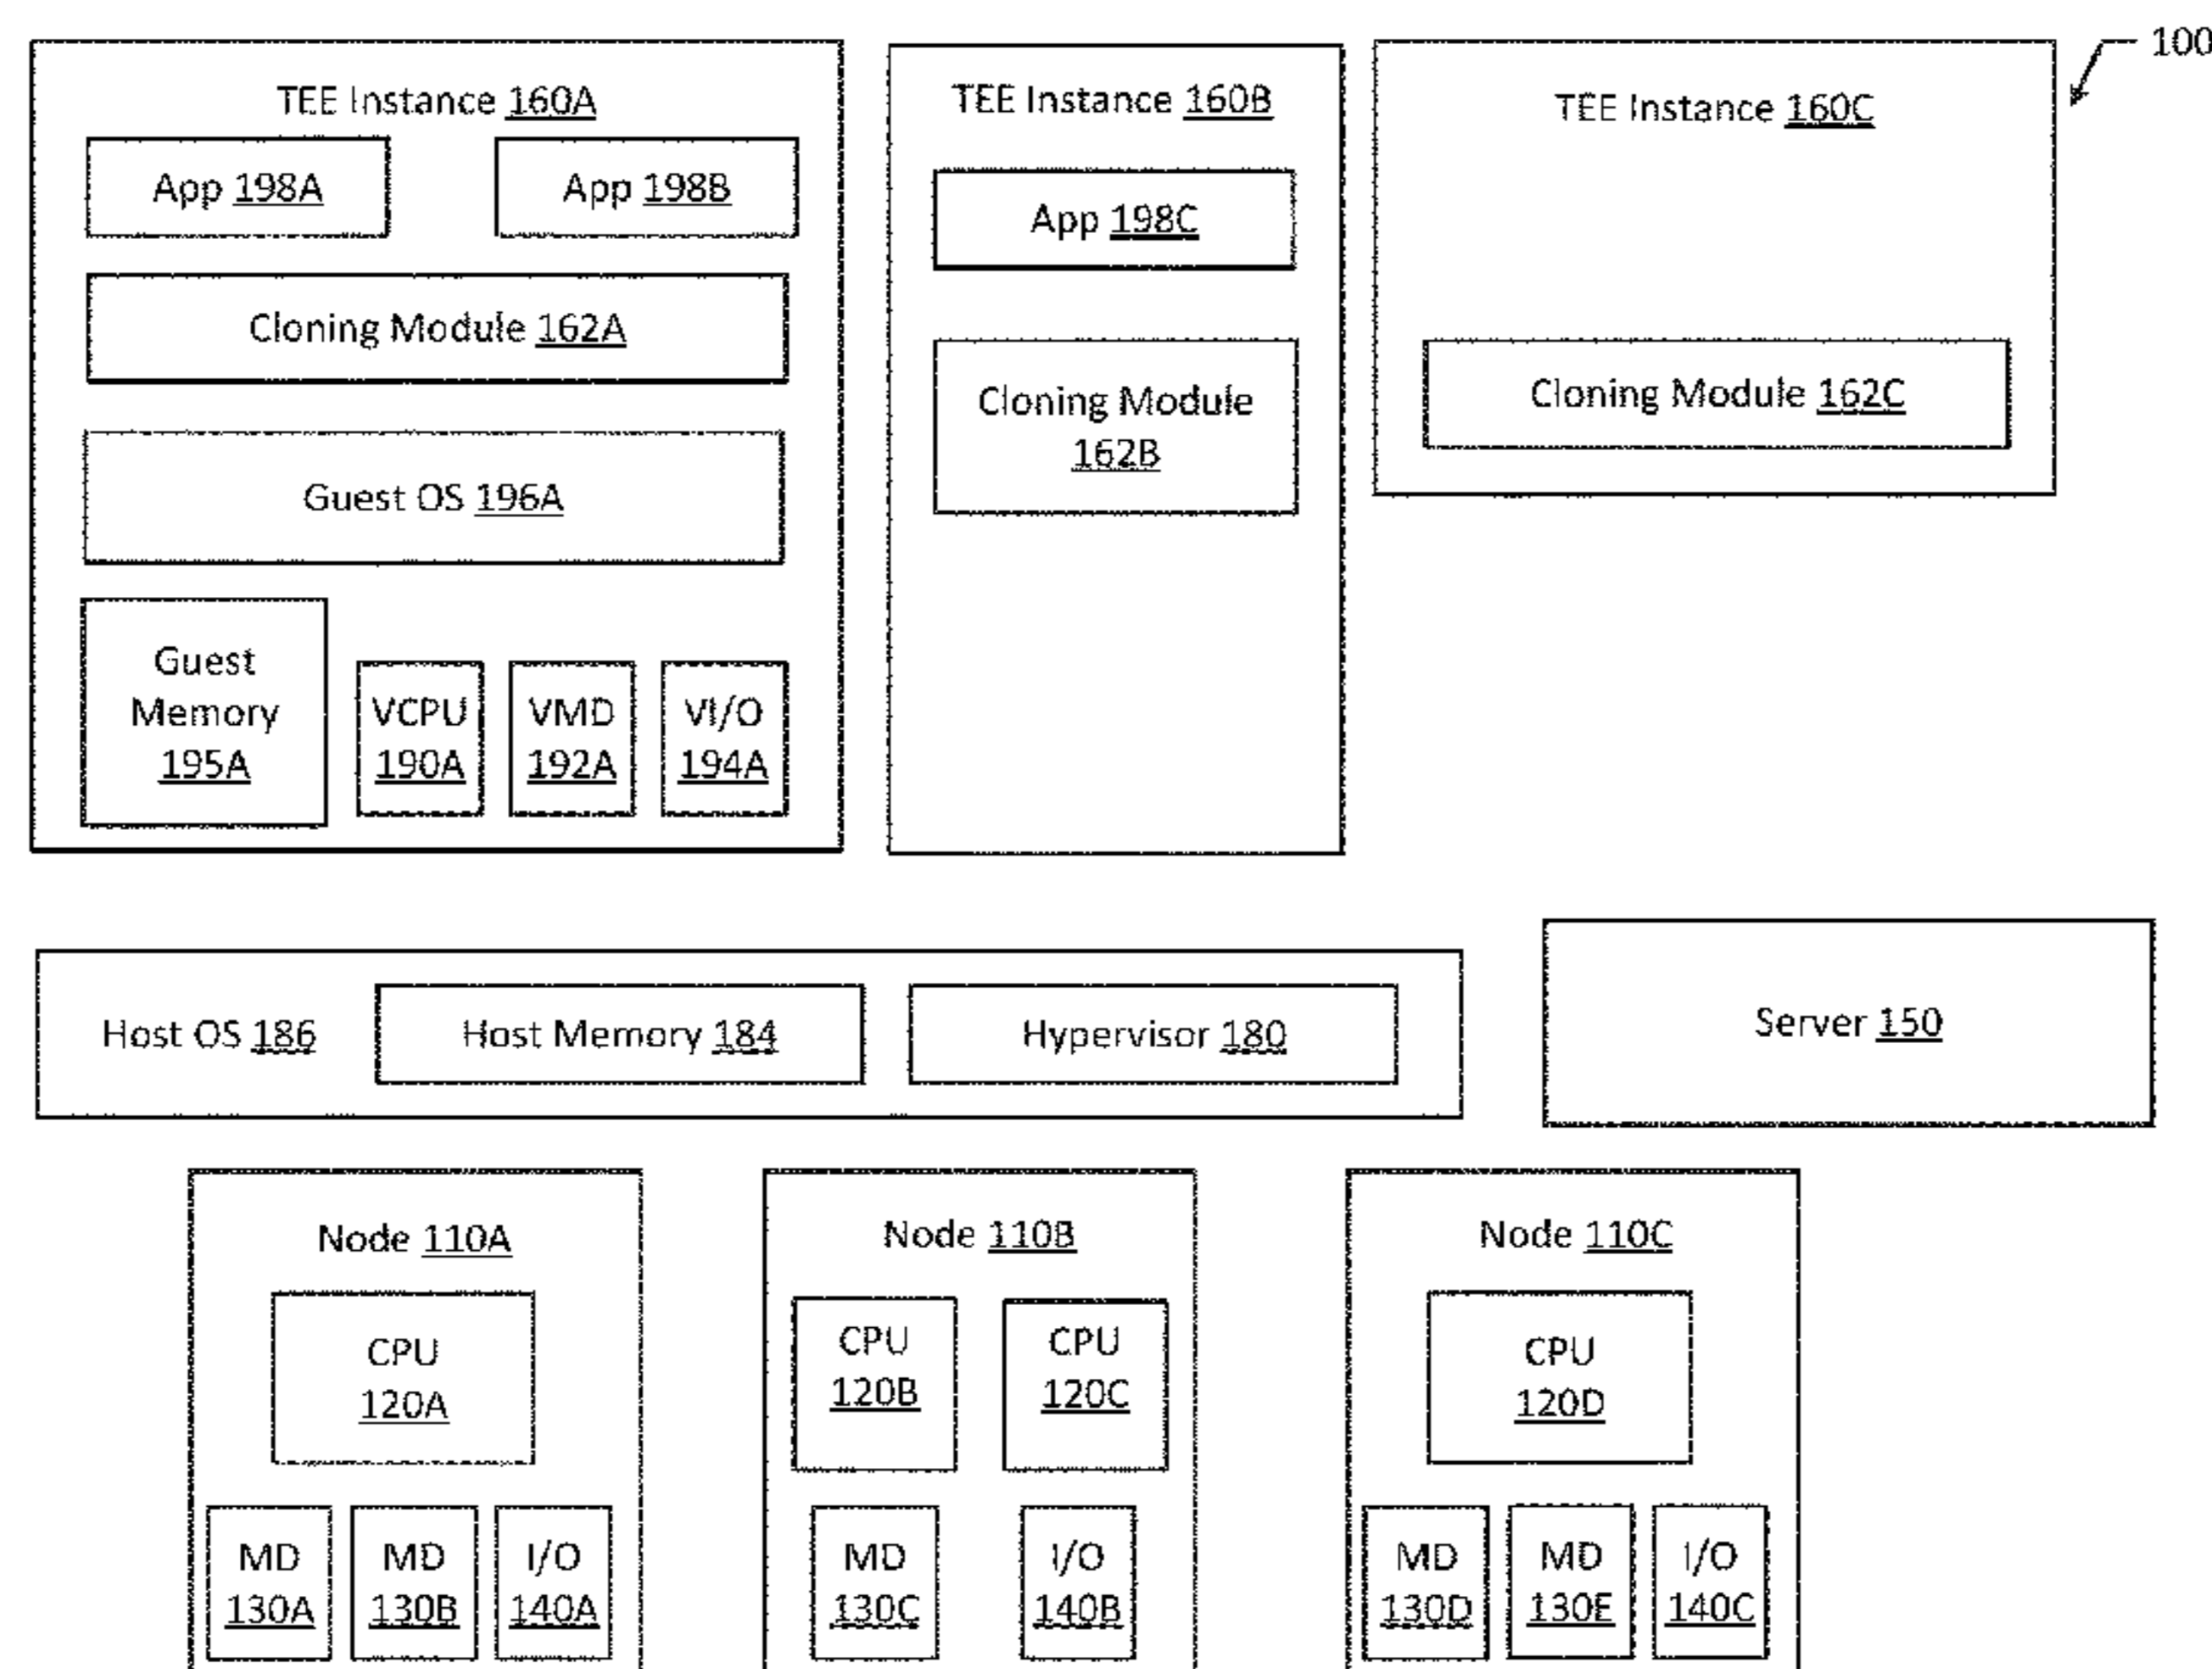 100
TEE Instance 160A
App 198A
App 198B
Cloning Module 162A
Guest OS 196A
Guest
Memory
195A
VCPU
190A
VMD
192A
VI/O
194A
TEE Instance 160B
App 198C
Cloning Module
162B
TEE Instance 160C
Cloning Module 162C
Host OS 186
Host Memory 184
Hypervisor 180
Server 150
Node 110A
CPU
120A
MD
130A
MD
130B
I/O
140A
Node 110B
CPU
120B
CPU
120C
MD
130C
I/O
140B
Node 110C
CPU
120D
MD
130D
MD
130E
I/O
140C